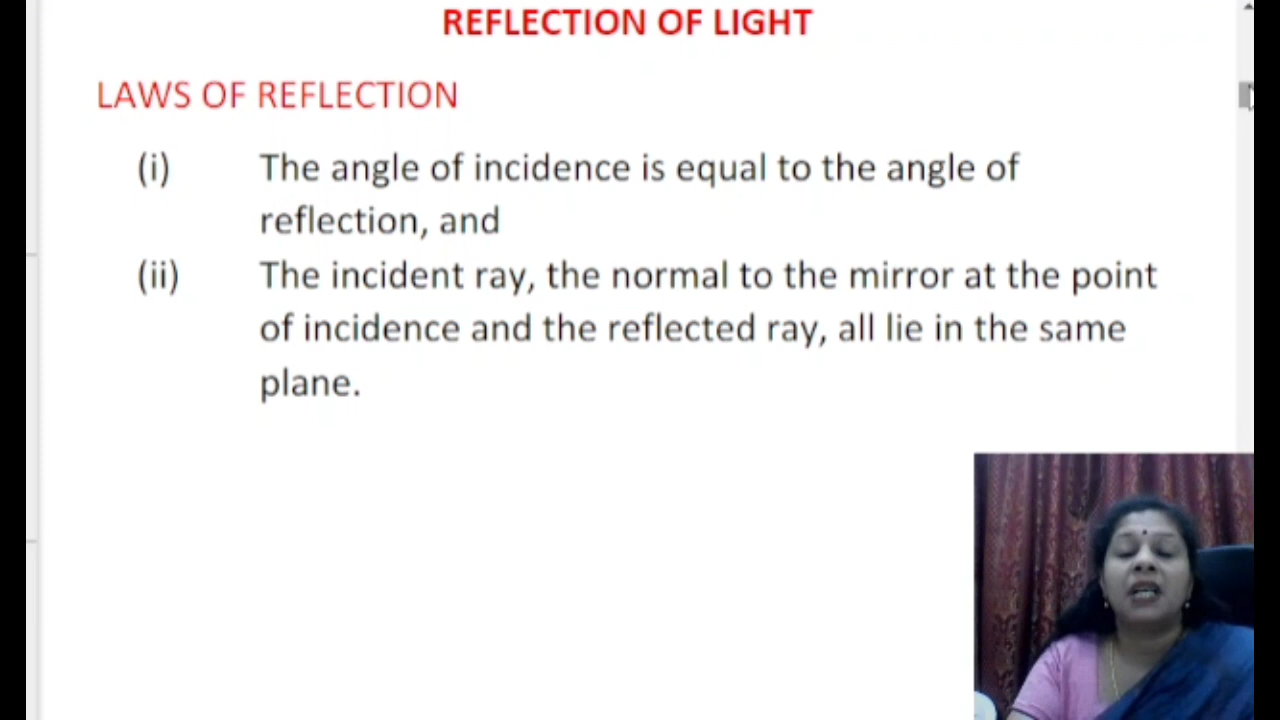 REFLECTION OF LIGHT
LAWS OF REFLECTION
(i) The angle of incidence is equal to the angle of
reflection, and
(ii) The incident ray, the normal to the mirror at the point
of incidence and the reflected ray, all lie in the same
plane.